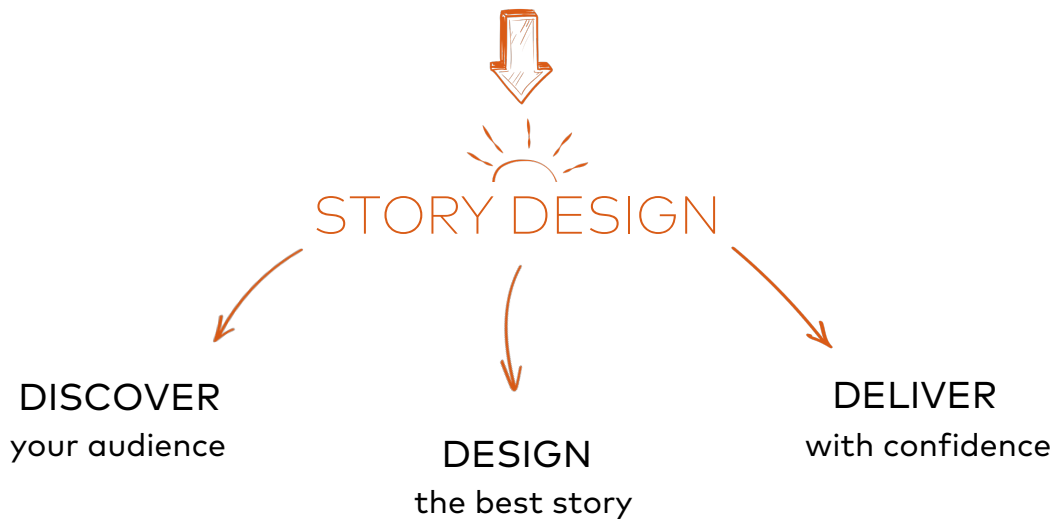 STORY DESIGN
DISCOVER
your audience
DESIGN
the best story
DELIVER
with confidence